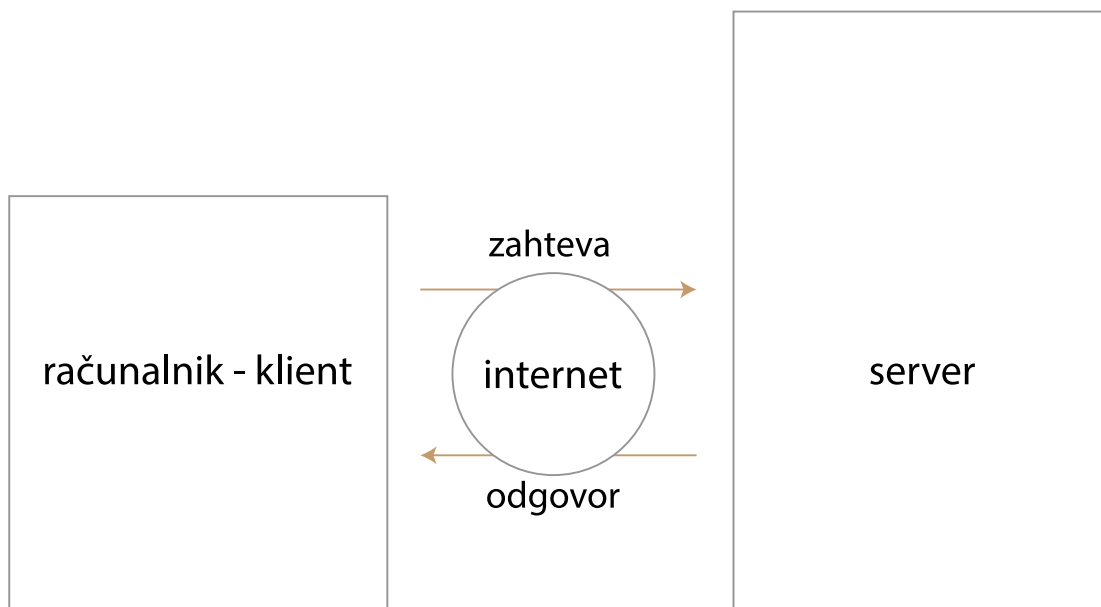 zahteva
računalnik - klient
internet
server
odgovor